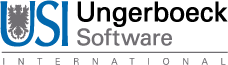 USI Ungerboeck
Software
INTERNATIONAL